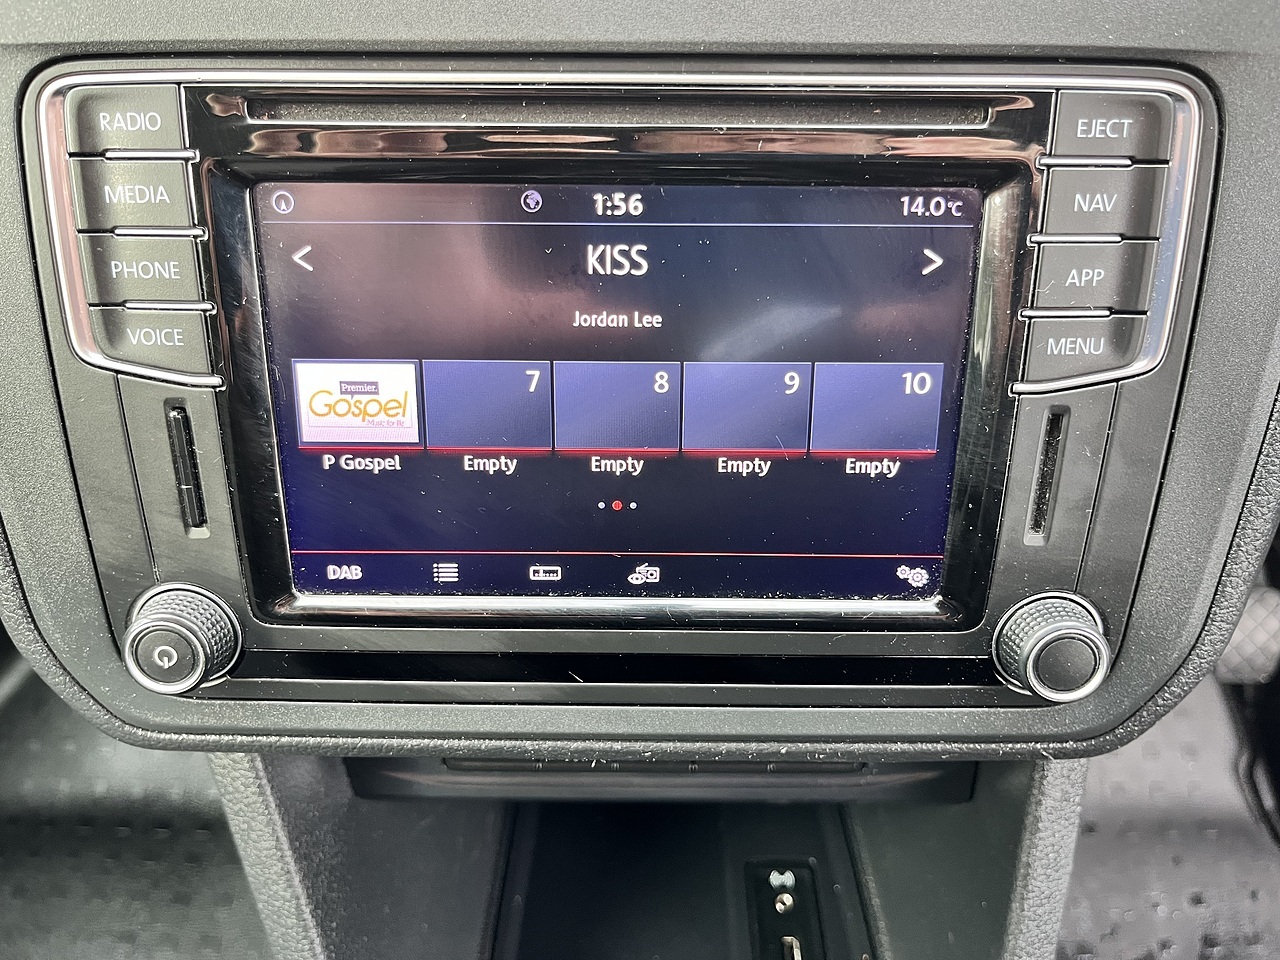 RADIO
MEDIA
PHONE
VOICE
EJECT
NAV
APP
MENU
1:56
14.0°C
< KISS >
Jordan Lee
Premier.
Gospel
7
8
9
10
P Gospel
Empty
Empty
Empty
Empty
DAB